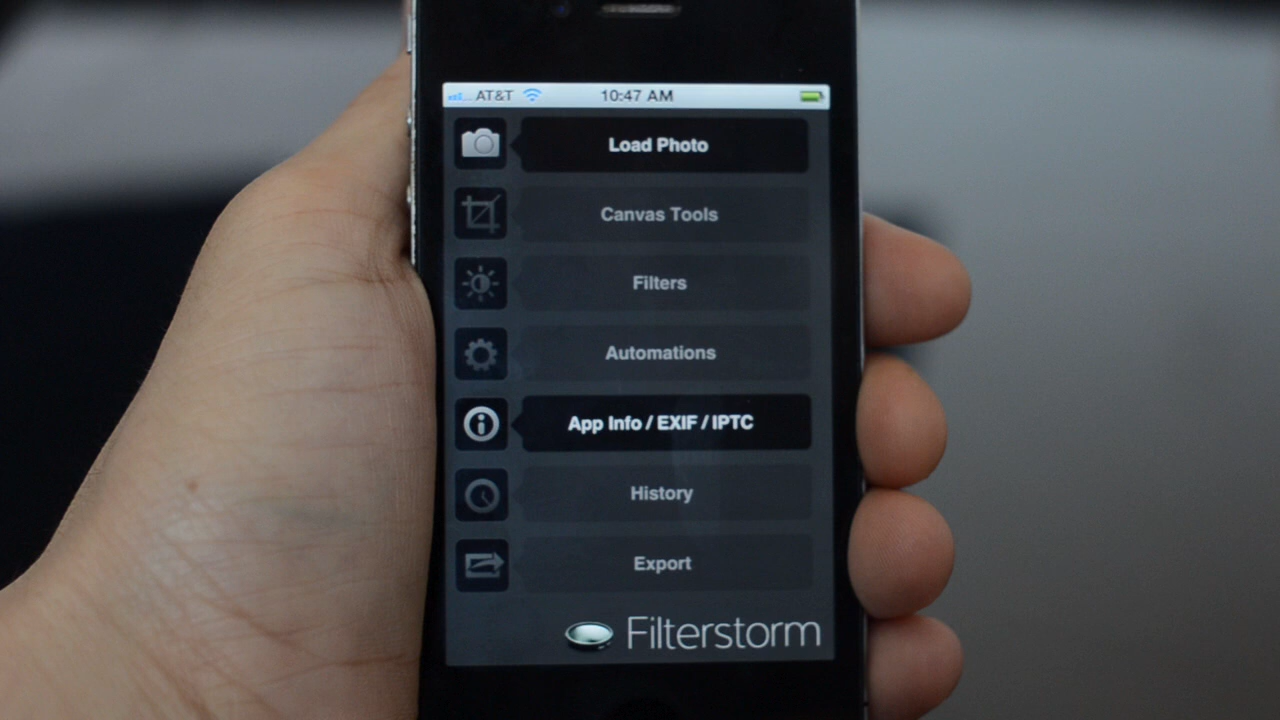 AT&T 10:47 AM
Load Photo
Canvas Tools
Filters
Automations
App Info / EXIF / IPTC
History
Export
Filterstorm